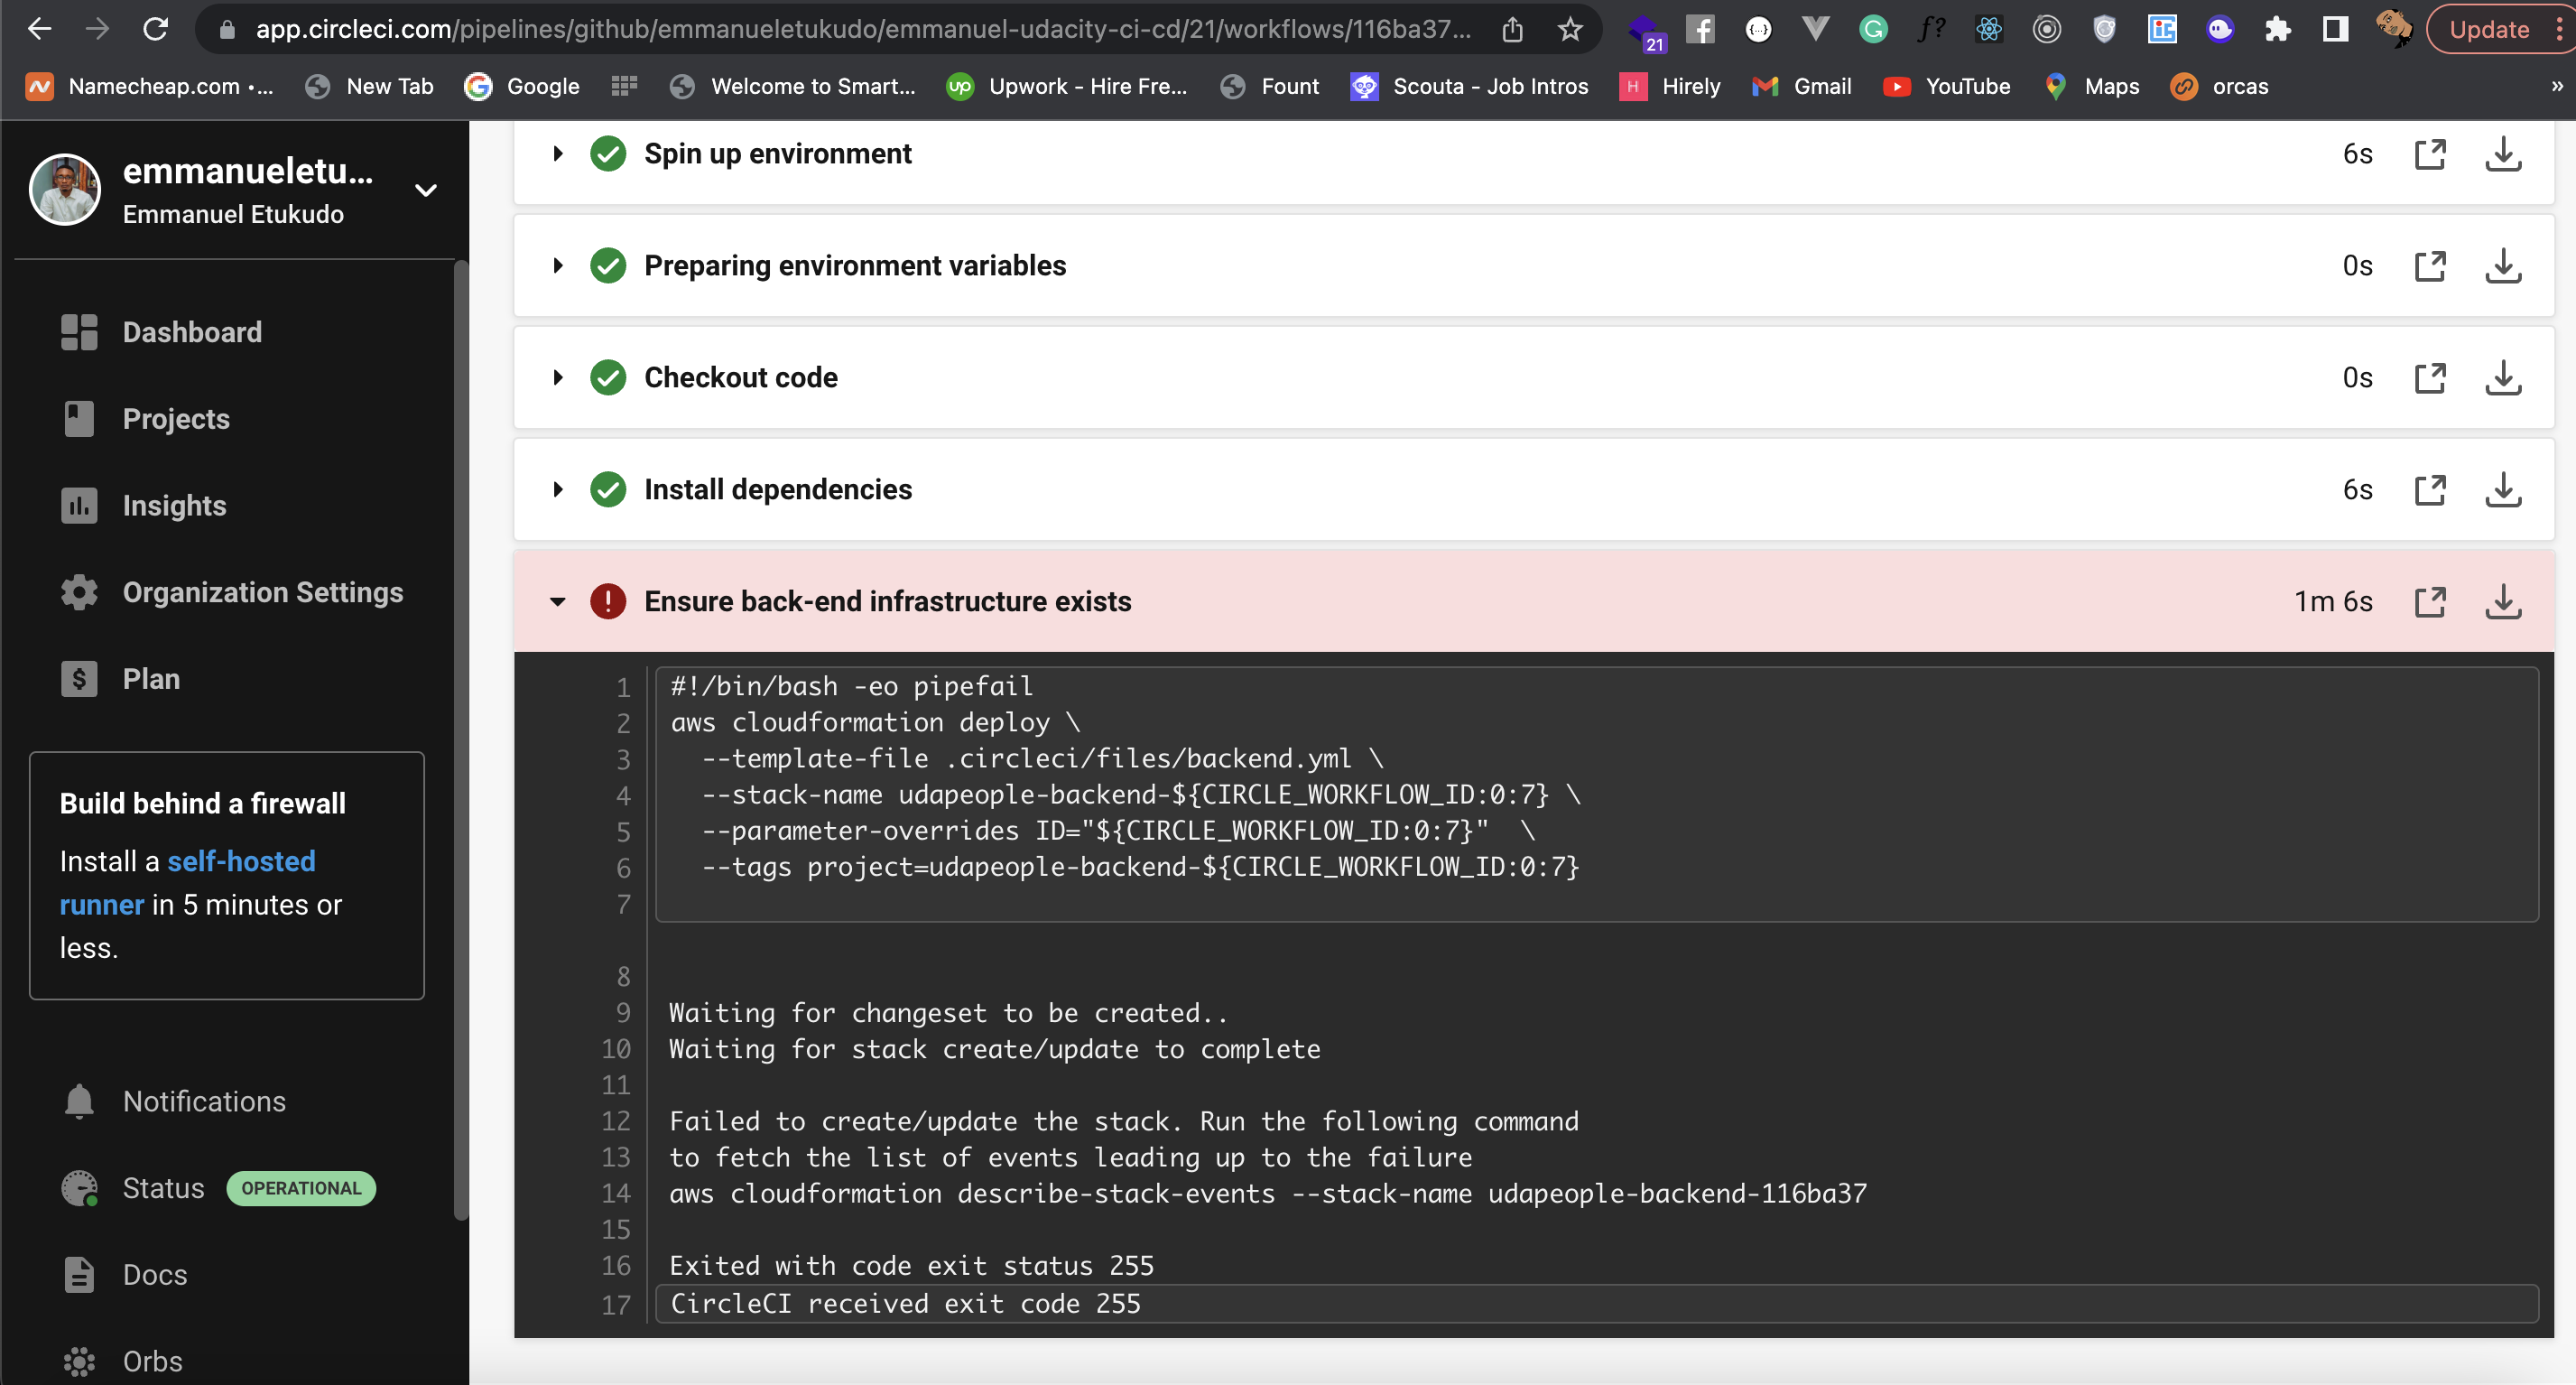 app.circleci.com/pipelines/github/emmanueletukudo/emmanuel-udacity-ci-cd/21/workflows/116ba37...
21
Update
Namecheap.com •...
New Tab
Google
Welcome to Smart...
Upwork - Hire Fre...
Fount
Scouta - Job Intros
Hirely
Gmail
YouTube
Maps
orcas
»
emmanueletu...
Emmanuel Etukudo
Dashboard
Projects
Insights
Organization Settings
Plan
Build behind a firewall
Install a self-hosted
runner in 5 minutes or
less.
Notifications
Status OPERATIONAL
Docs
Orbs
Spin up environment 6s
Preparing environment variables 0s
Checkout code 0s
Install dependencies 6s
Ensure back-end infrastructure exists 1m 6s
1 #!/bin/bash -eo pipefail
2 aws cloudformation deploy \
3 --template-file .circleci/files/backend.yml \
4 --stack-name udapeople-backend-${CIRCLE_WORKFLOW_ID:0:7} \
5 --parameter-overrides ID="${CIRCLE_WORKFLOW_ID:0:7}" \
6 --tags project=udapeople-backend-${CIRCLE_WORKFLOW_ID:0:7}
7
8
9 Waiting for changeset to be created..
10 Waiting for stack create/update to complete
11
12 Failed to create/update the stack. Run the following command
13 to fetch the list of events leading up to the failure
14 aws cloudformation describe-stack-events --stack-name udapeople-backend-116ba37
15
16 Exited with code exit status 255
17 CircleCI received exit code 255